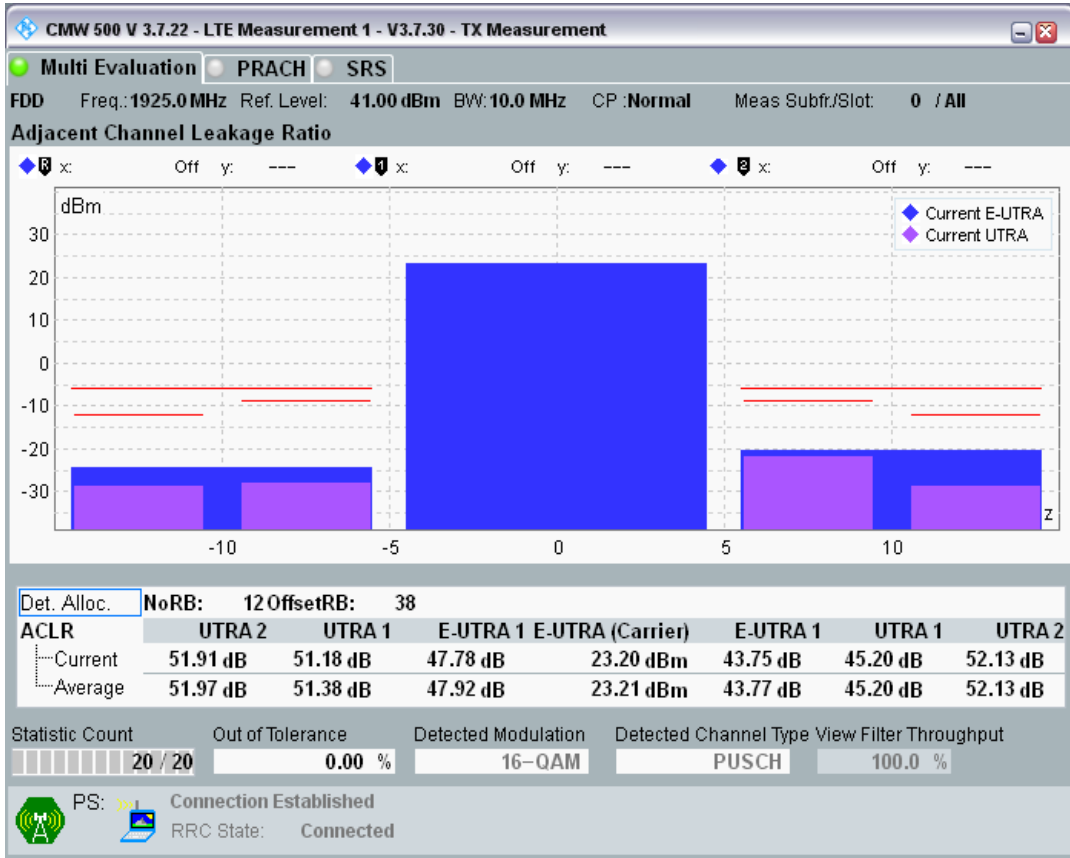 CMW 500 V 3.7.22 - LTE Measurement 1 - V3.7.30 - TX Measurement
Multi Evaluation PRACH SRS
FDD Freq.: 1925.0 MHz Ref. Level: 41.00 dBm BW: 10.0 MHz CP :Normal Meas Subfr./Slot: 0 / All
Adjacent Channel Leakage Ratio
R x: Off y: --- 1 x: Off y: --- 2 x: Off y: ---
dBm
Current E-UTRA
Current UTRA
30
20
10
0
-10
-20
-30
z
-10 -5 0 5 10
Det. Alloc. NoRB: 12 OffsetRB: 38
ACLR UTRA 2 UTRA 1 E-UTRA 1 E-UTRA (Carrier) E-UTRA 1 UTRA 1 UTRA 2
Current 51.91 dB 51.18 dB 47.78 dB 23.20 dBm 43.75 dB 45.20 dB 52.13 dB
Average 51.97 dB 51.38 dB 47.92 dB 23.21 dBm 43.77 dB 45.20 dB 52.13 dB
Statistic Count Out of Tolerance Detected Modulation Detected Channel Type View Filter Throughput
20 / 20 0.00 % 16-QAM PUSCH 100.0 %
PS: Connection Established
RRC State: Connected